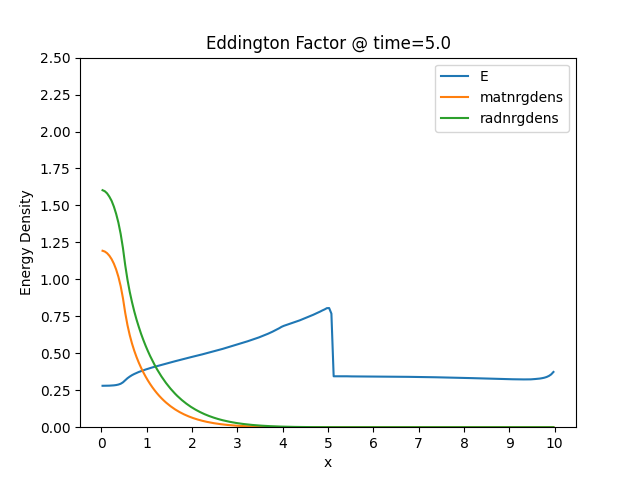 Eddington Factor @ time=5.0
2.50
2.25
2.00
1.75
1.50
1.25
1.00
0.75
0.50
0.25
0.00
Energy Density
E
matnrgdens
radnrgdens
0 1 2 3 4 5 6 7 8 9 10
x